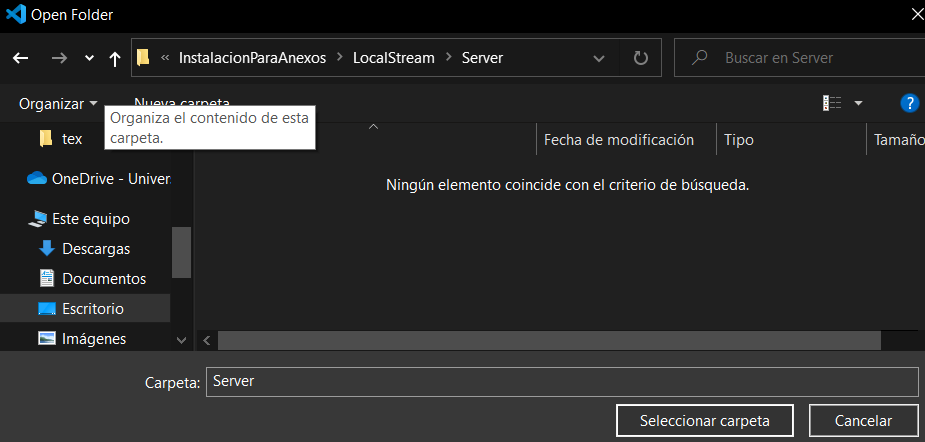 Open Folder
« InstalacionParaAnexos > LocalStream > Server
Buscar en Server
Organizar
Nueva carpeta
Organiza el contenido de esta
carpeta.
Fecha de modificación
Tipo
Tamaño
tex
OneDrive - Univer
Este equipo
Descargas
Documentos
Escritorio
Imágenes
Ningún elemento coincide con el criterio de búsqueda.
Carpeta: Server
Seleccionar carpeta
Cancelar